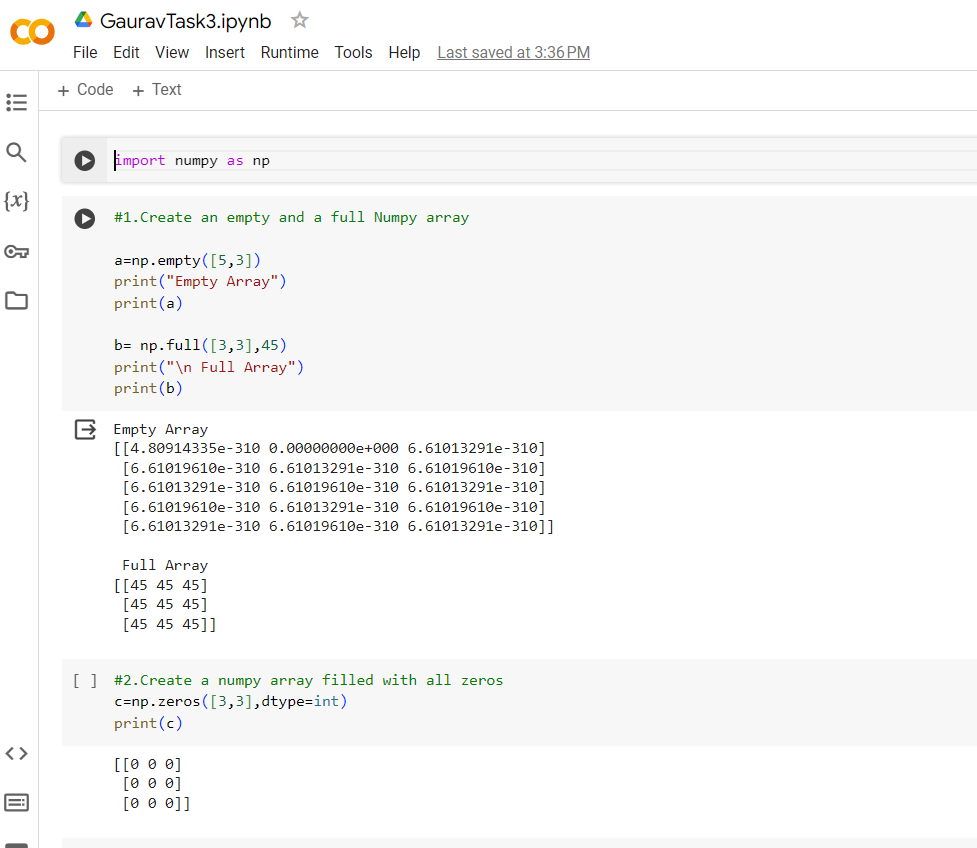 GauravTask3.ipynb
File Edit View Insert Runtime Tools Help Last saved at 3:36 PM
+ Code + Text
import numpy as np
#1.Create an empty and a full Numpy array
a=np.empty([5,3])
print("Empty Array")
print(a)
b= np.full([3,3],45)
print("\n Full Array")
print(b)
Empty Array
[[4.80914335e-310 0.00000000e+000 6.61013291e-310]
 [6.61019610e-310 6.61013291e-310 6.61019610e-310]
 [6.61013291e-310 6.61019610e-310 6.61013291e-310]
 [6.61019610e-310 6.61013291e-310 6.61019610e-310]
 [6.61013291e-310 6.61019610e-310 6.61013291e-310]]
 Full Array
[[45 45 45]
 [45 45 45]
 [45 45 45]]
[ ] #2.Create a numpy array filled with all zeros
c=np.zeros([3,3],dtype=int)
print(c)
[[0 0 0]
 [0 0 0]
 [0 0 0]]